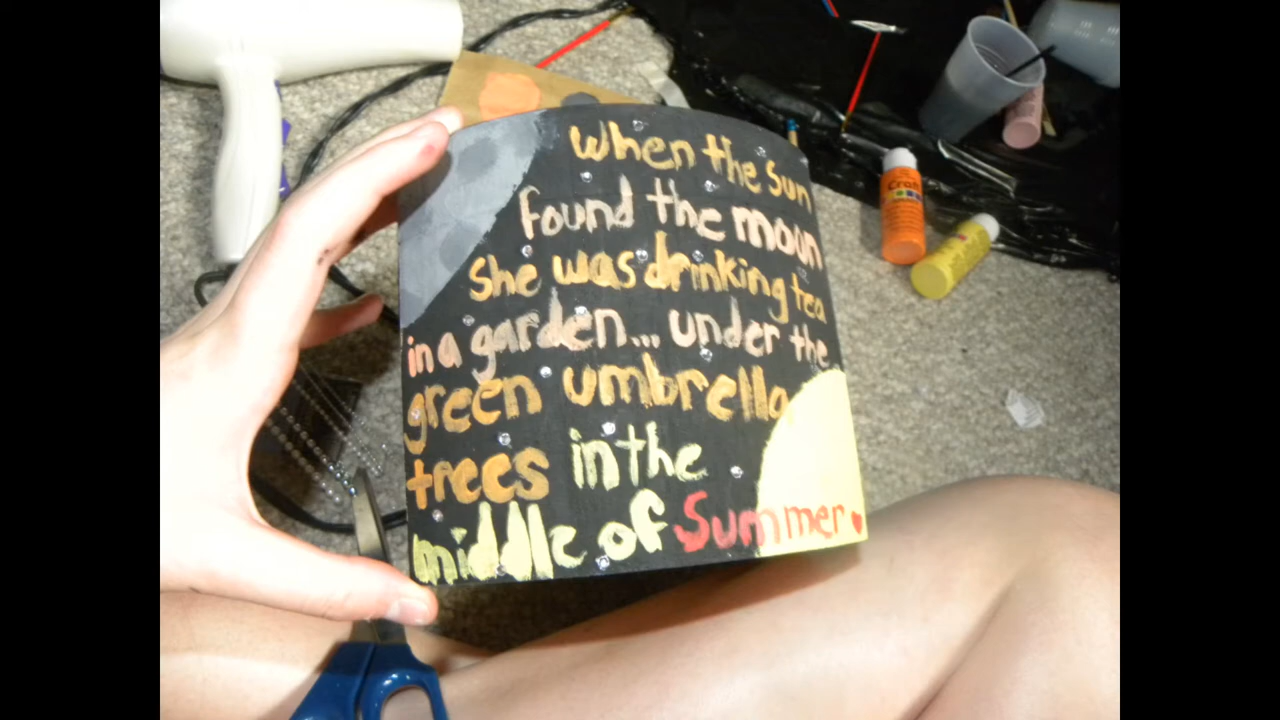 When the sun
found the moon
She was drinking tea
in a garden... under the
green umbrella
trees in the
middle of Summer
Craft